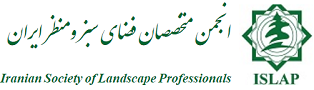 انجمن متخصصان فضای سبز و منظر ایران
Iranian Society of Landscape Professionals
ISLAP